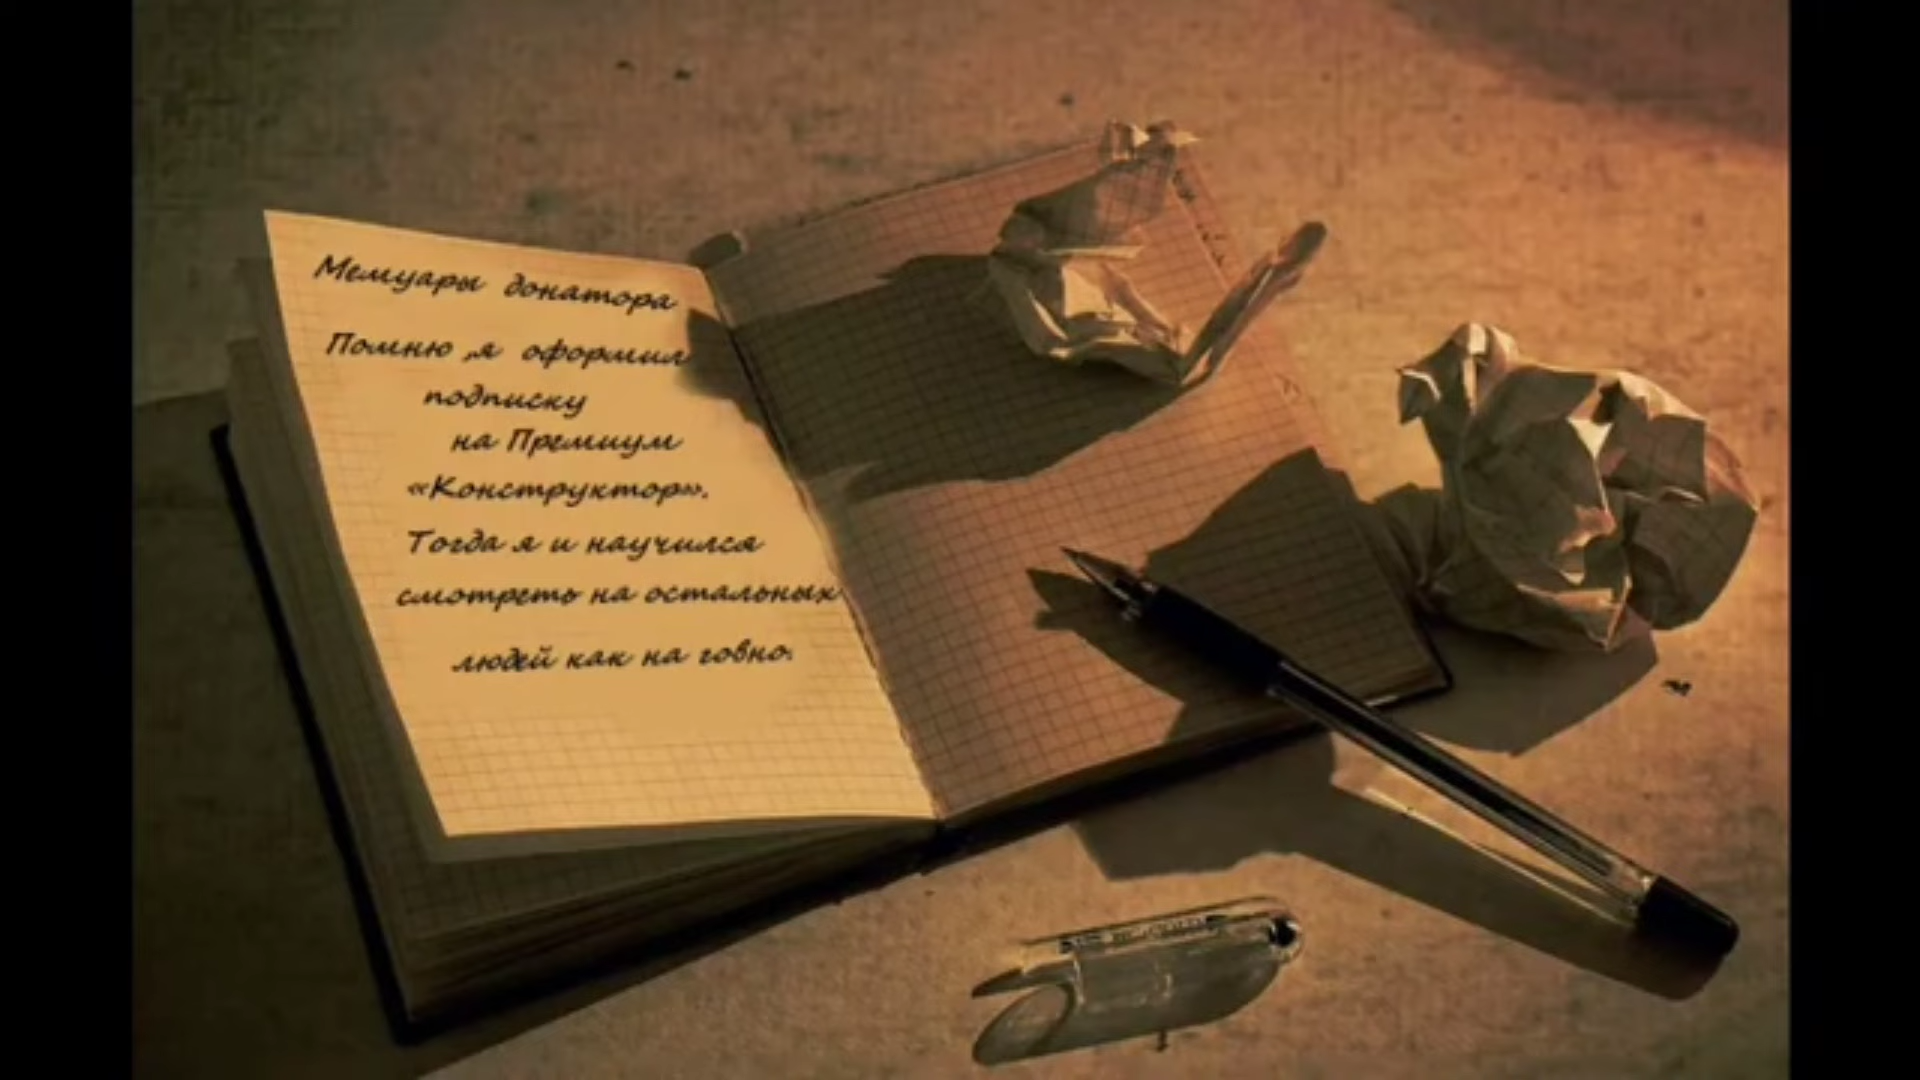 Мемуары донатора
Помню ,я оформил
подписку
на Премиум
«Конструктор».
Тогда я и научился
смотреть на остальных
людей как на говно.